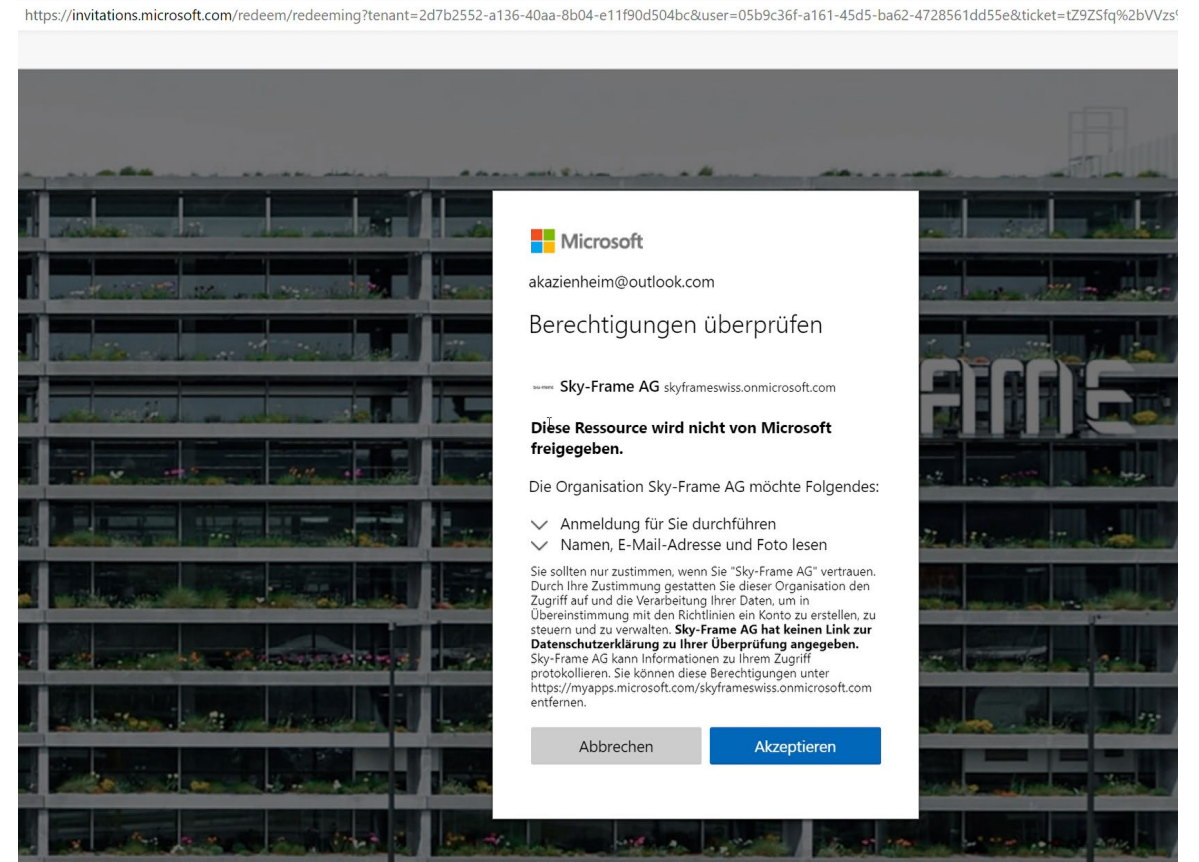 https://invitations.microsoft.com/redeem/redeeming?tenant=2d7b2552-a136-40aa-8b04-e11f90d504bc&user=05b9c36f-a161-45d5-ba62-4728561dd55e&ticket=tZ9ZSfq%2bVVzs
Microsoft
akazienheim@outlook.com
Berechtigungen überprüfen
Sky-Frame AG skyframeswiss.onmicrosoft.com
Diese Ressource wird nicht von Microsoft
freigegeben.
Die Organisation Sky-Frame AG möchte Folgendes:
Anmeldung für Sie durchführen
Namen, E-Mail-Adresse und Foto lesen
Sie sollten nur zustimmen, wenn Sie "Sky-Frame AG" vertrauen.
Durch Ihre Zustimmung gestatten Sie dieser Organisation den
Zugriff auf und die Verarbeitung Ihrer Daten, um in
Übereinstimmung mit den Richtlinien ein Konto zu erstellen, zu
steuern und zu verwalten. Sky-Frame AG hat keinen Link zur
Datenschutzerklärung zu Ihrer Überprüfung angegeben.
Sky-Frame AG kann Informationen zu Ihrem Zugriff
protokollieren. Sie können diese Berechtigungen unter
https://myapps.microsoft.com/skyframeswiss.onmicrosoft.com
entfernen.
Abbrechen
Akzeptieren